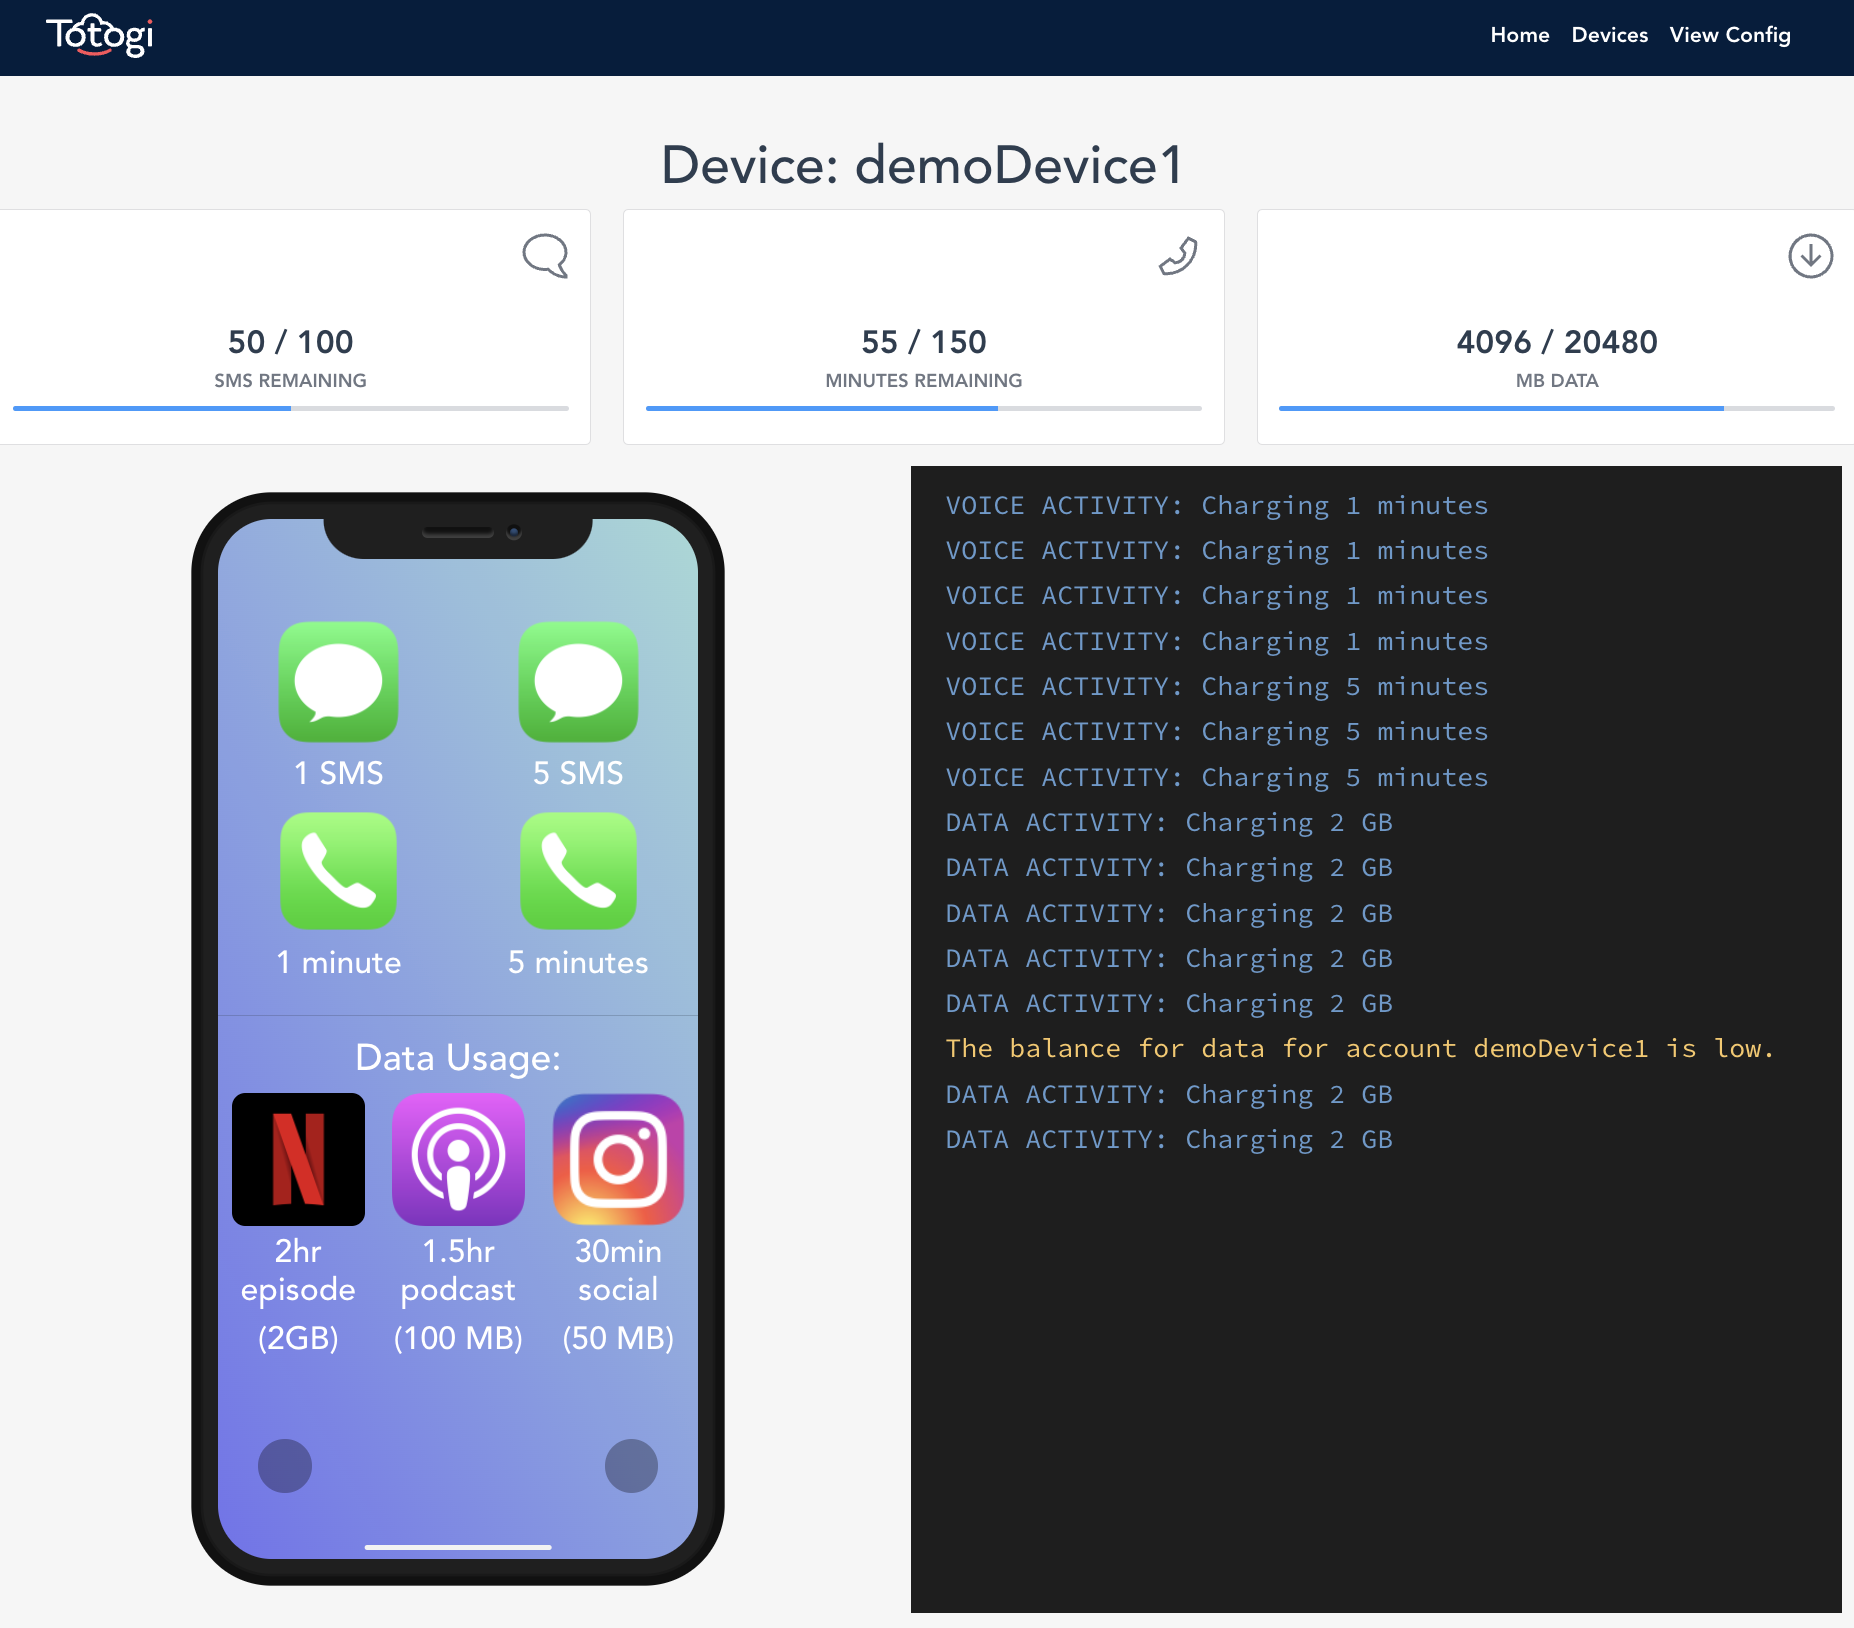 Totogi
Home Devices View Config
Device: demoDevice1
50 / 100
SMS REMAINING
55 / 150
MINUTES REMAINING
4096 / 20480
MB DATA
1 SMS
5 SMS
1 minute
5 minutes
Data Usage:
N
2hr
episode
(2GB)
1.5hr
podcast
(100 MB)
30min
social
(50 MB)
VOICE ACTIVITY: Charging 1 minutes
VOICE ACTIVITY: Charging 1 minutes
VOICE ACTIVITY: Charging 1 minutes
VOICE ACTIVITY: Charging 1 minutes
VOICE ACTIVITY: Charging 5 minutes
VOICE ACTIVITY: Charging 5 minutes
VOICE ACTIVITY: Charging 5 minutes
DATA ACTIVITY: Charging 2 GB
DATA ACTIVITY: Charging 2 GB
DATA ACTIVITY: Charging 2 GB
DATA ACTIVITY: Charging 2 GB
DATA ACTIVITY: Charging 2 GB
The balance for data for account demoDevice1 is low.
DATA ACTIVITY: Charging 2 GB
DATA ACTIVITY: Charging 2 GB